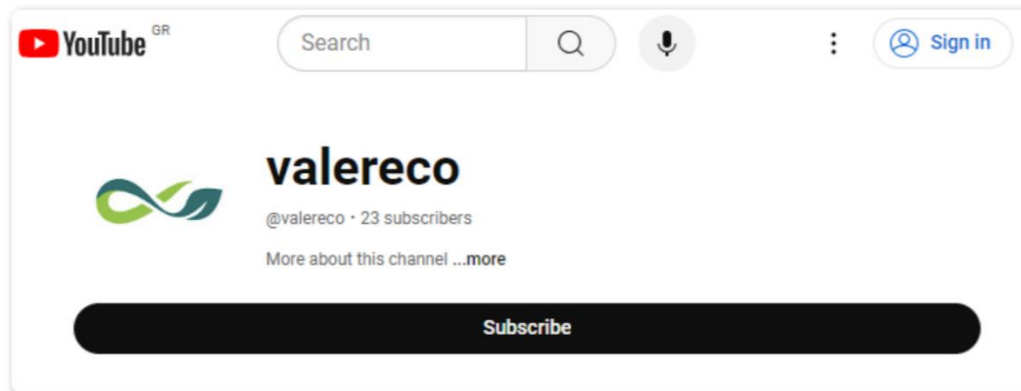 YouTube GR
Search
Sign in
valereco
@valereco • 23 subscribers
More about this channel ...more
Subscribe